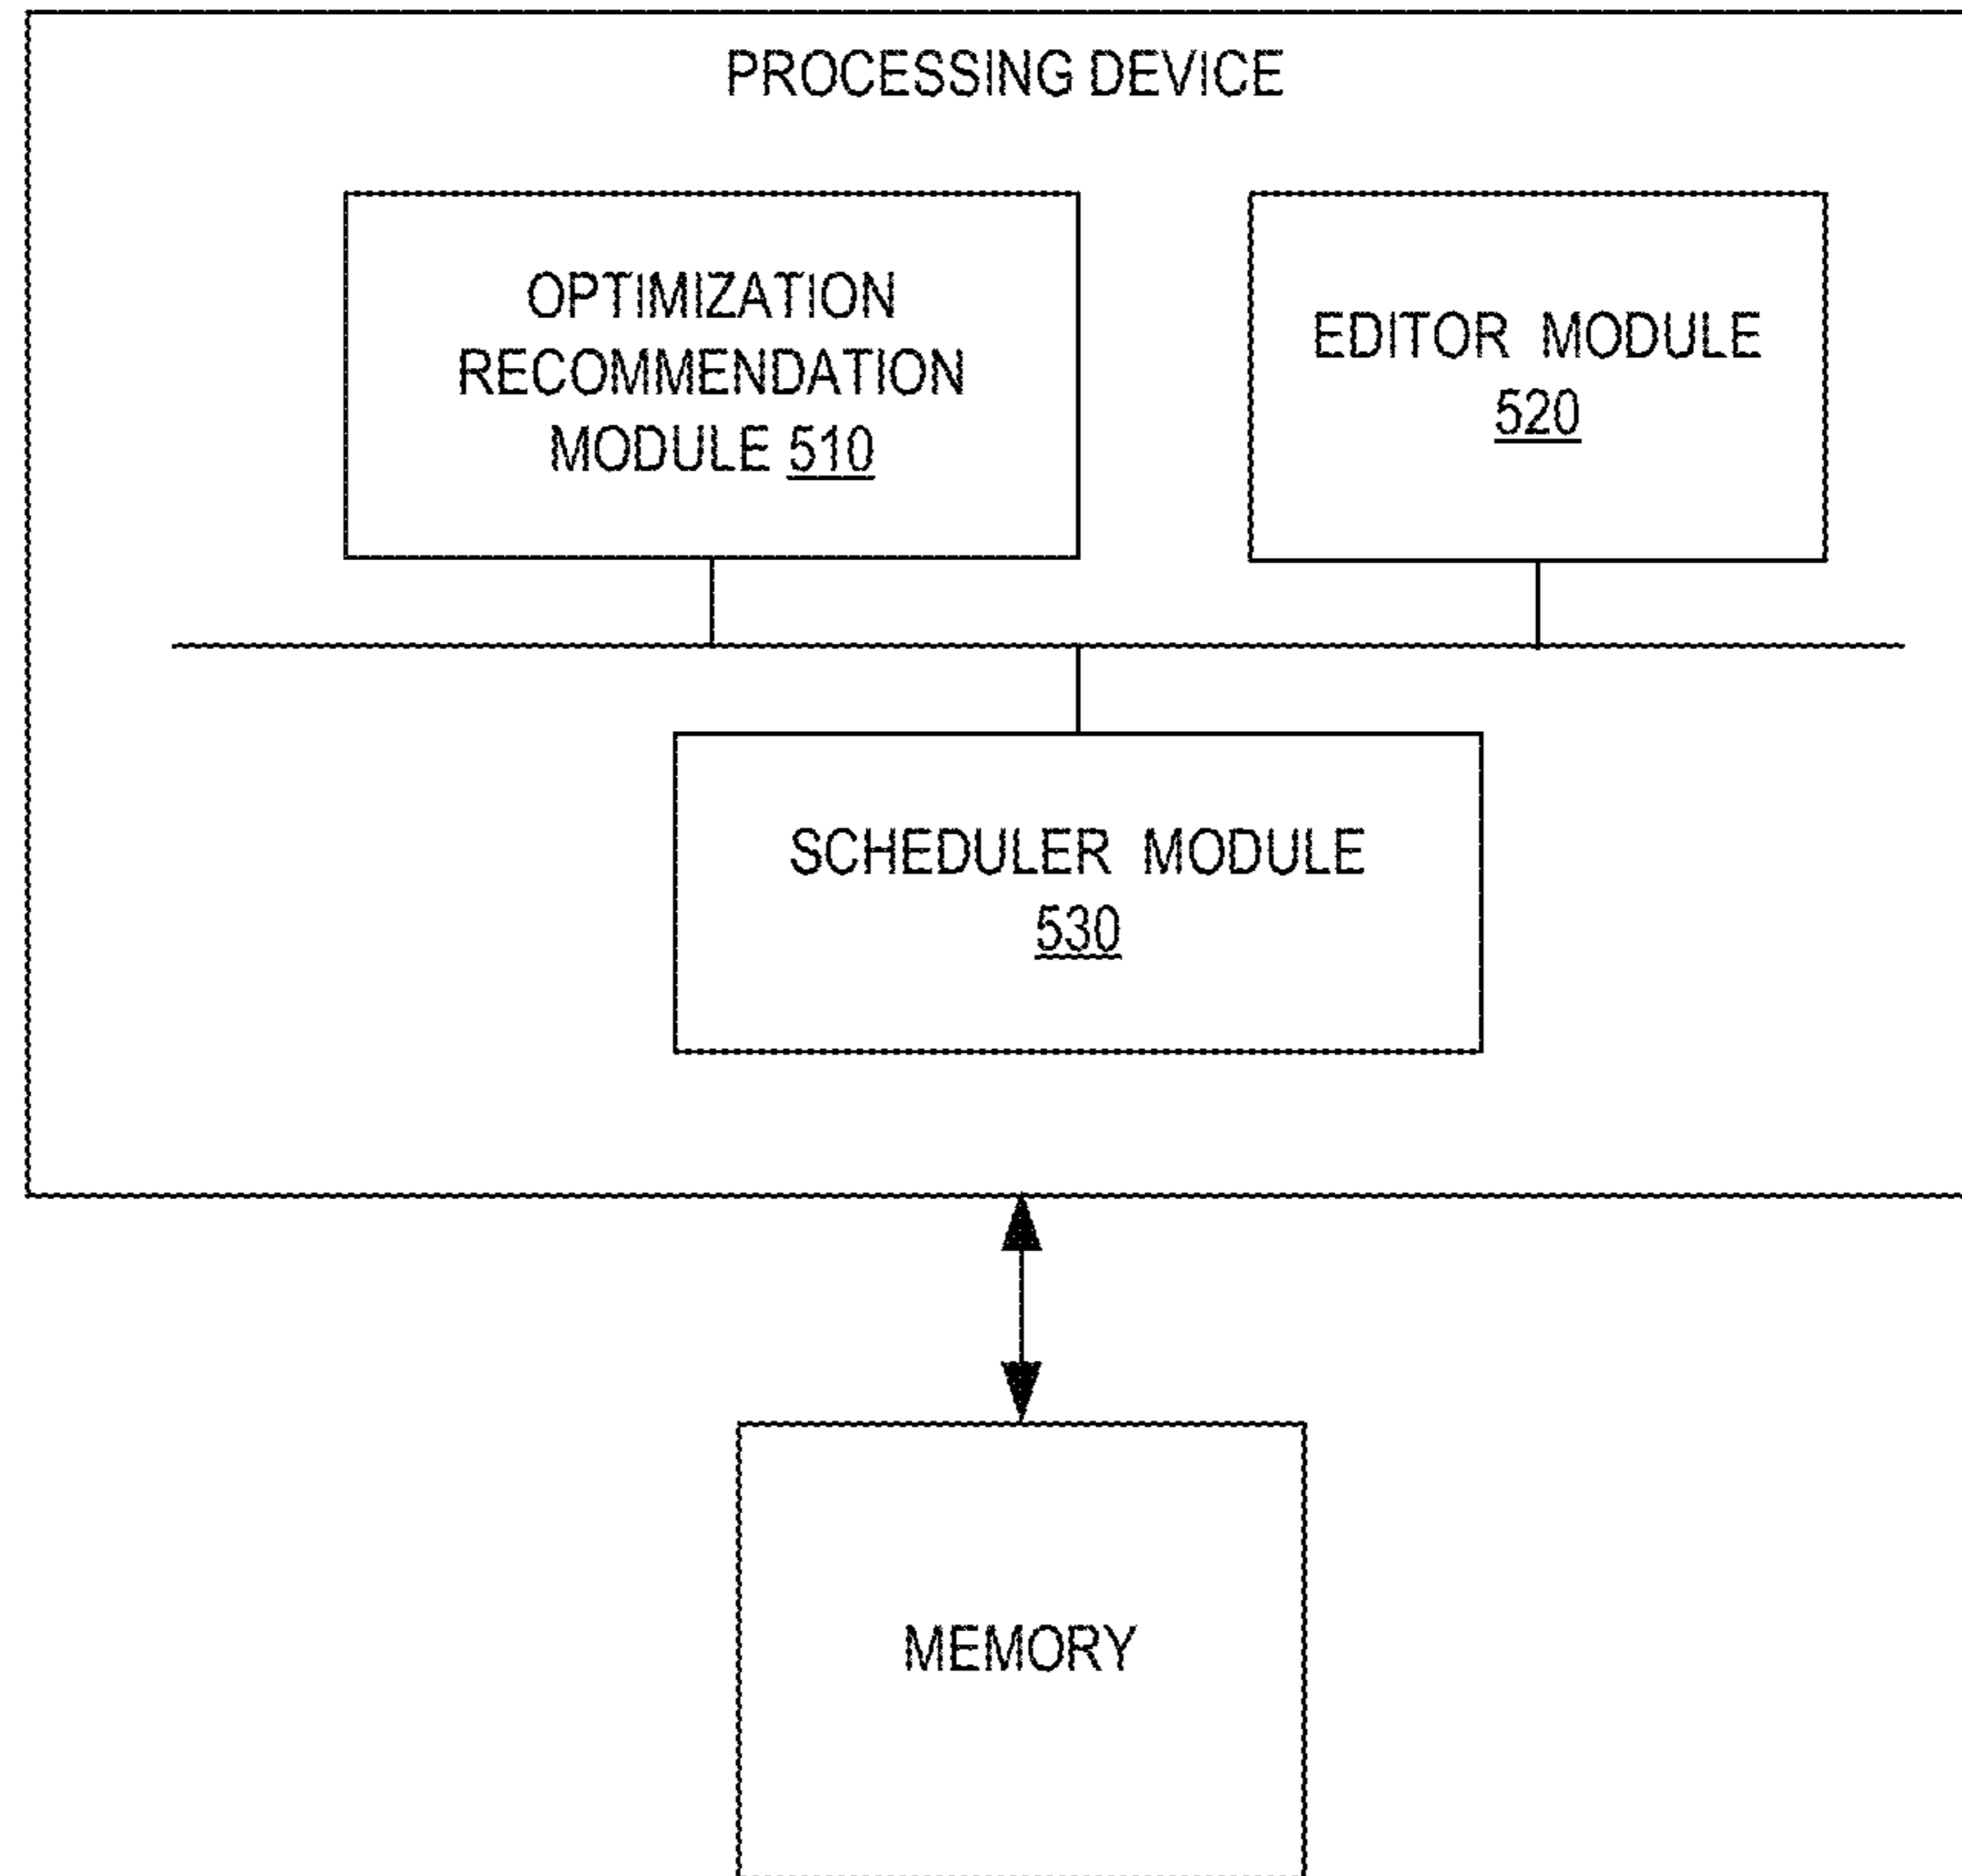 PROCESSING DEVICE
OPTIMIZATION
RECOMMENDATION
MODULE 510
EDITOR MODULE
520
SCHEDULER MODULE
530
MEMORY